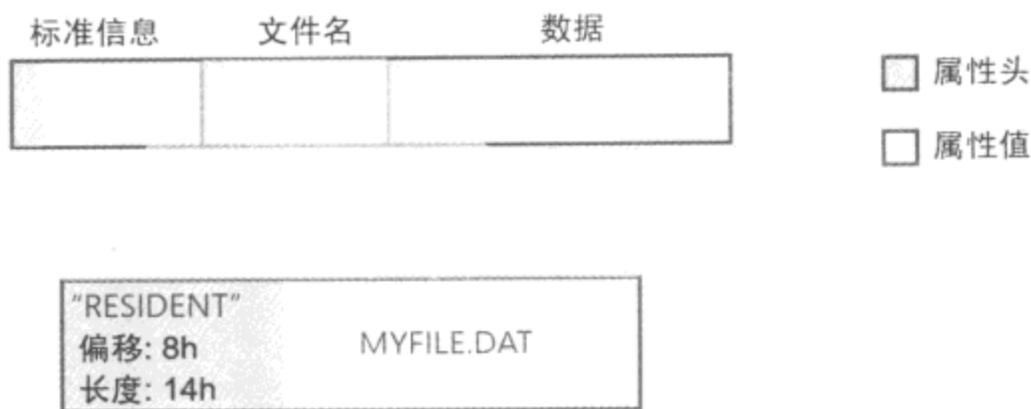 标准信息 文件名 数据
属性头
属性值
“RESIDENT”
偏移: 8h
MYFILE.DAT
长度: 14h